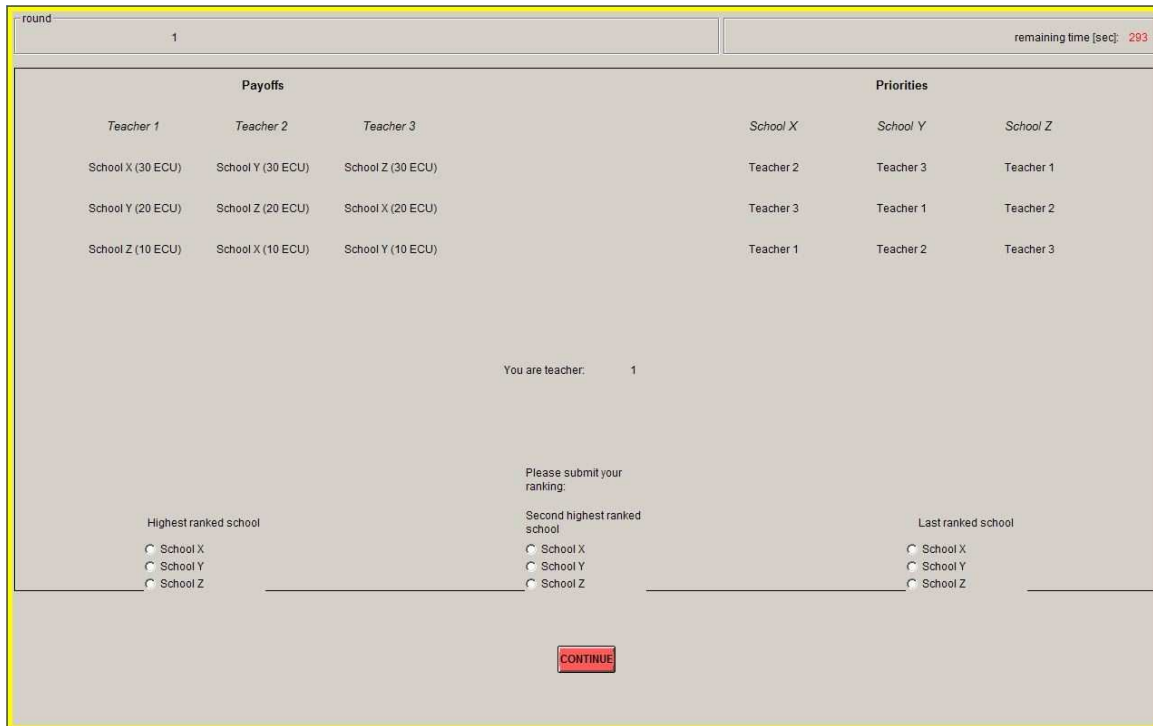 round
1
remaining time [sec]: 293
Payoffs
Priorities
Teacher 1 Teacher 2 Teacher 3 School X School Y School Z
School X (30 ECU) School Y (30 ECU) School Z (30 ECU) Teacher 2 Teacher 3 Teacher 1
School Y (20 ECU) School Z (20 ECU) School X (20 ECU) Teacher 3 Teacher 1 Teacher 2
School Z (10 ECU) School X (10 ECU) School Y (10 ECU) Teacher 1 Teacher 2 Teacher 3
You are teacher: 1
Please submit your
ranking:
Highest ranked school
School X
School Y
School Z
Second highest ranked
school
School X
School Y
School Z
Last ranked school
School X
School Y
School Z
CONTINUE